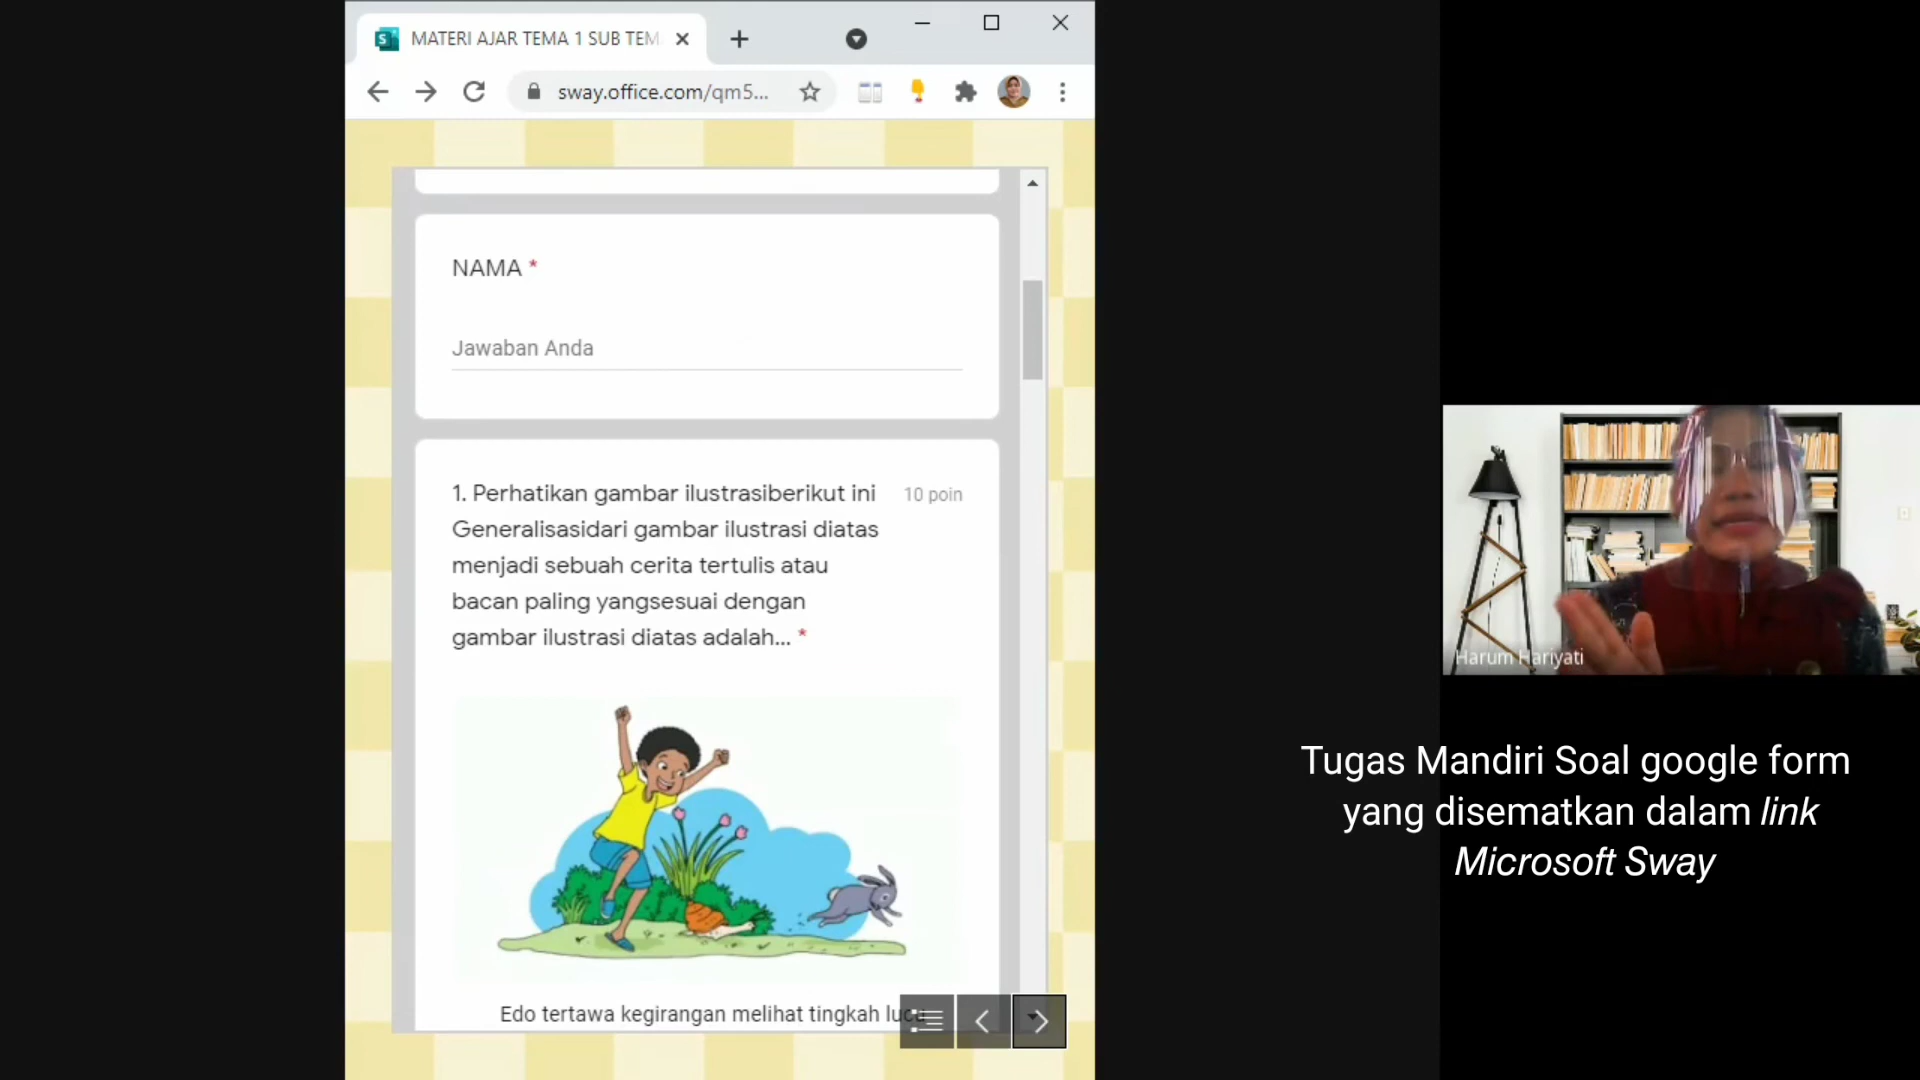 MATERI AJAR TEMA 1 SUB TEM
sway.office.com/qm5...
NAMA *
Jawaban Anda
1. Perhatikan gambar ilustrasiberikut ini
10 poin
Generalisasidari gambar ilustrasi diatas
menjadi sebuah cerita tertulis atau
bacan paling yangsesuai dengan
gambar ilustrasi diatas adalah... *
Edo tertawa kegirangan melihat tingkah lucu
Harum Hariyati
Tugas Mandiri Soal google form
yang disematkan dalam link
Microsoft Sway